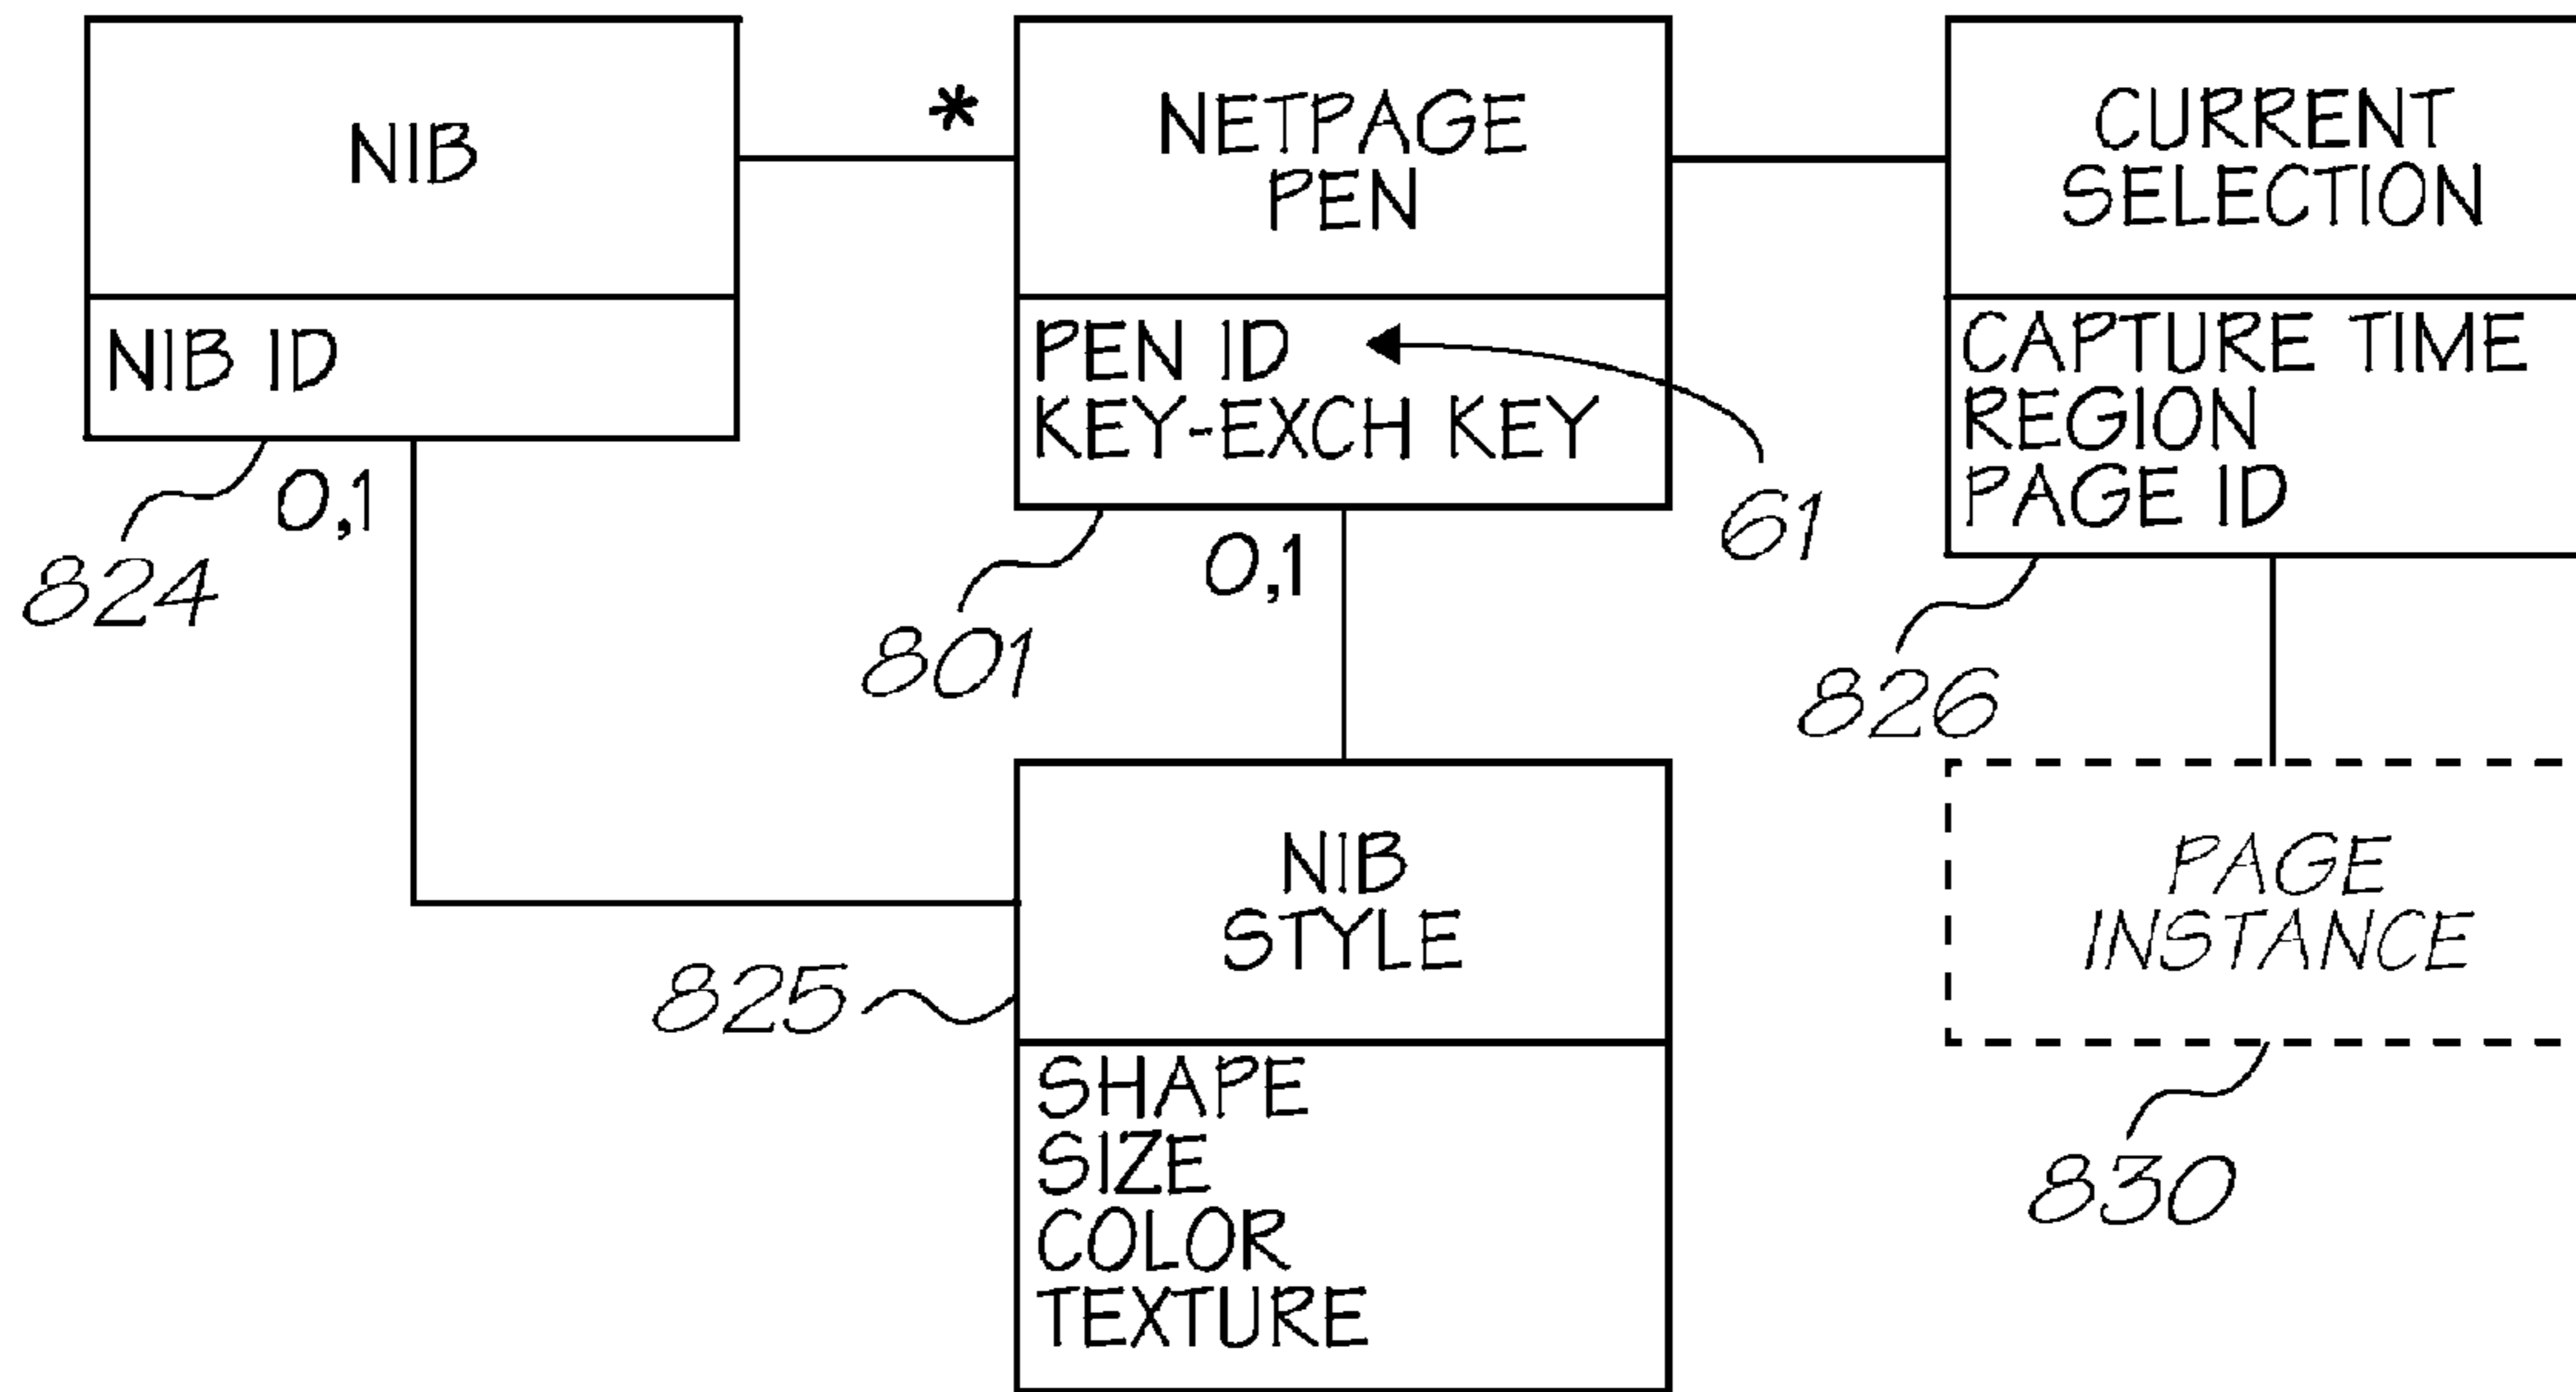 NIB
NIB ID
0,1
824
*
NETPAGE
PEN
PEN ID
KEY-EXCH KEY
61
0,1
801
CURRENT
SELECTION
CAPTURE TIME
REGION
PAGE ID
826
NIB
STYLE
825
SHAPE
SIZE
COLOR
TEXTURE
PAGE
INSTANCE
830